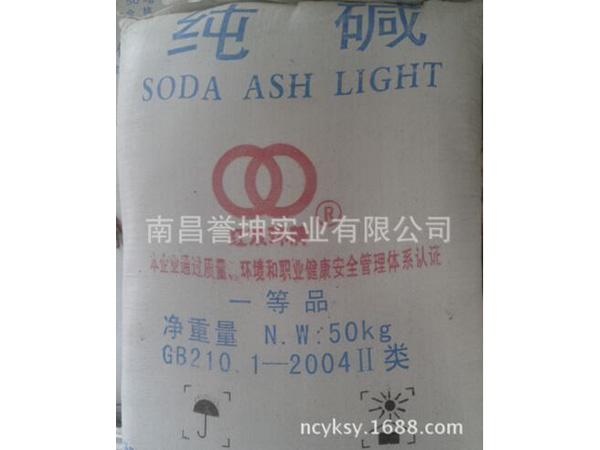 纯碱
SODA ASH LIGHT
®
南昌誉坤实业有限公司
本企业通过质量、环境和职业健康安全管理体系认证
一等品
净重量 N.W:50kg
GB210.1—2004Ⅱ类
ncyksy.1688.com